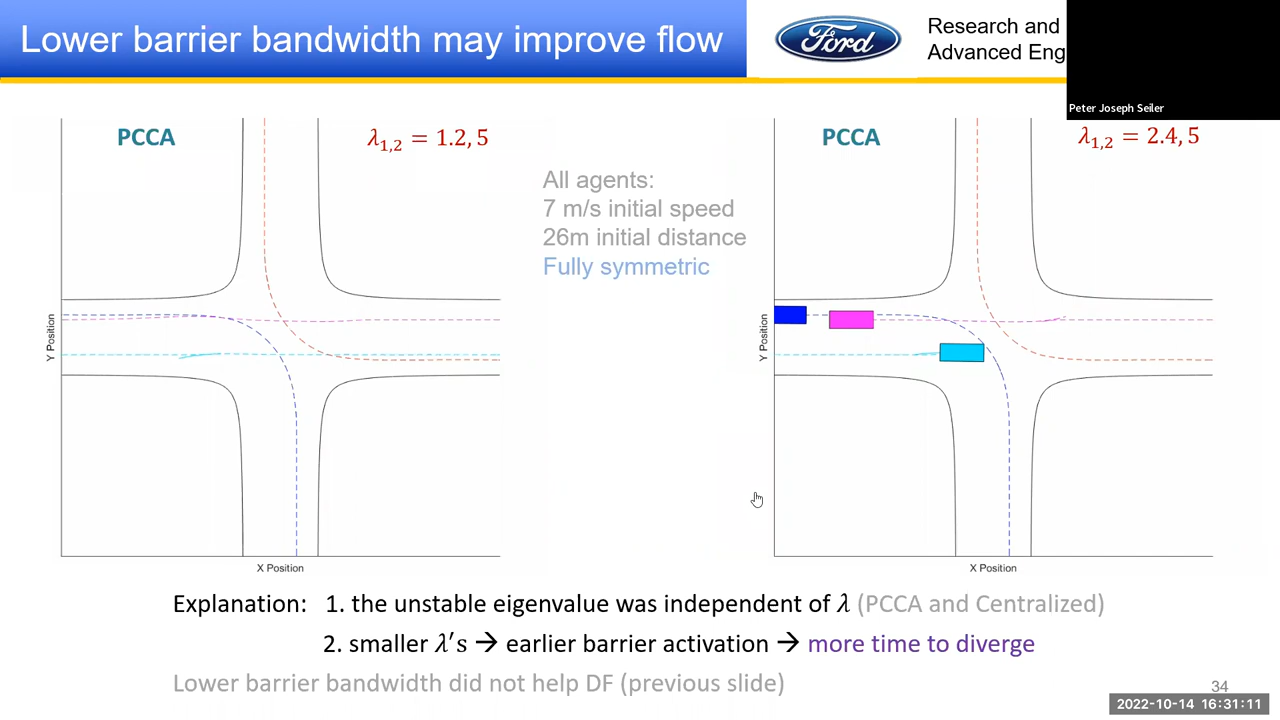 Lower barrier bandwidth may improve flow
Ford
Research and
Advanced Eng
Peter Joseph Seiler
PCCA
λ1,2 = 1.2, 5
All agents:
7 m/s initial speed
26m initial distance
Fully symmetric
PCCA
λ1,2 = 2.4, 5
Y Position
X Position
Y Position
X Position
Explanation: 1. the unstable eigenvalue was independent of λ (PCCA and Centralized)
2. smaller λ's → earlier barrier activation → more time to diverge
Lower barrier bandwidth did not help DF (previous slide)
34
2022-10-14 16:31:11